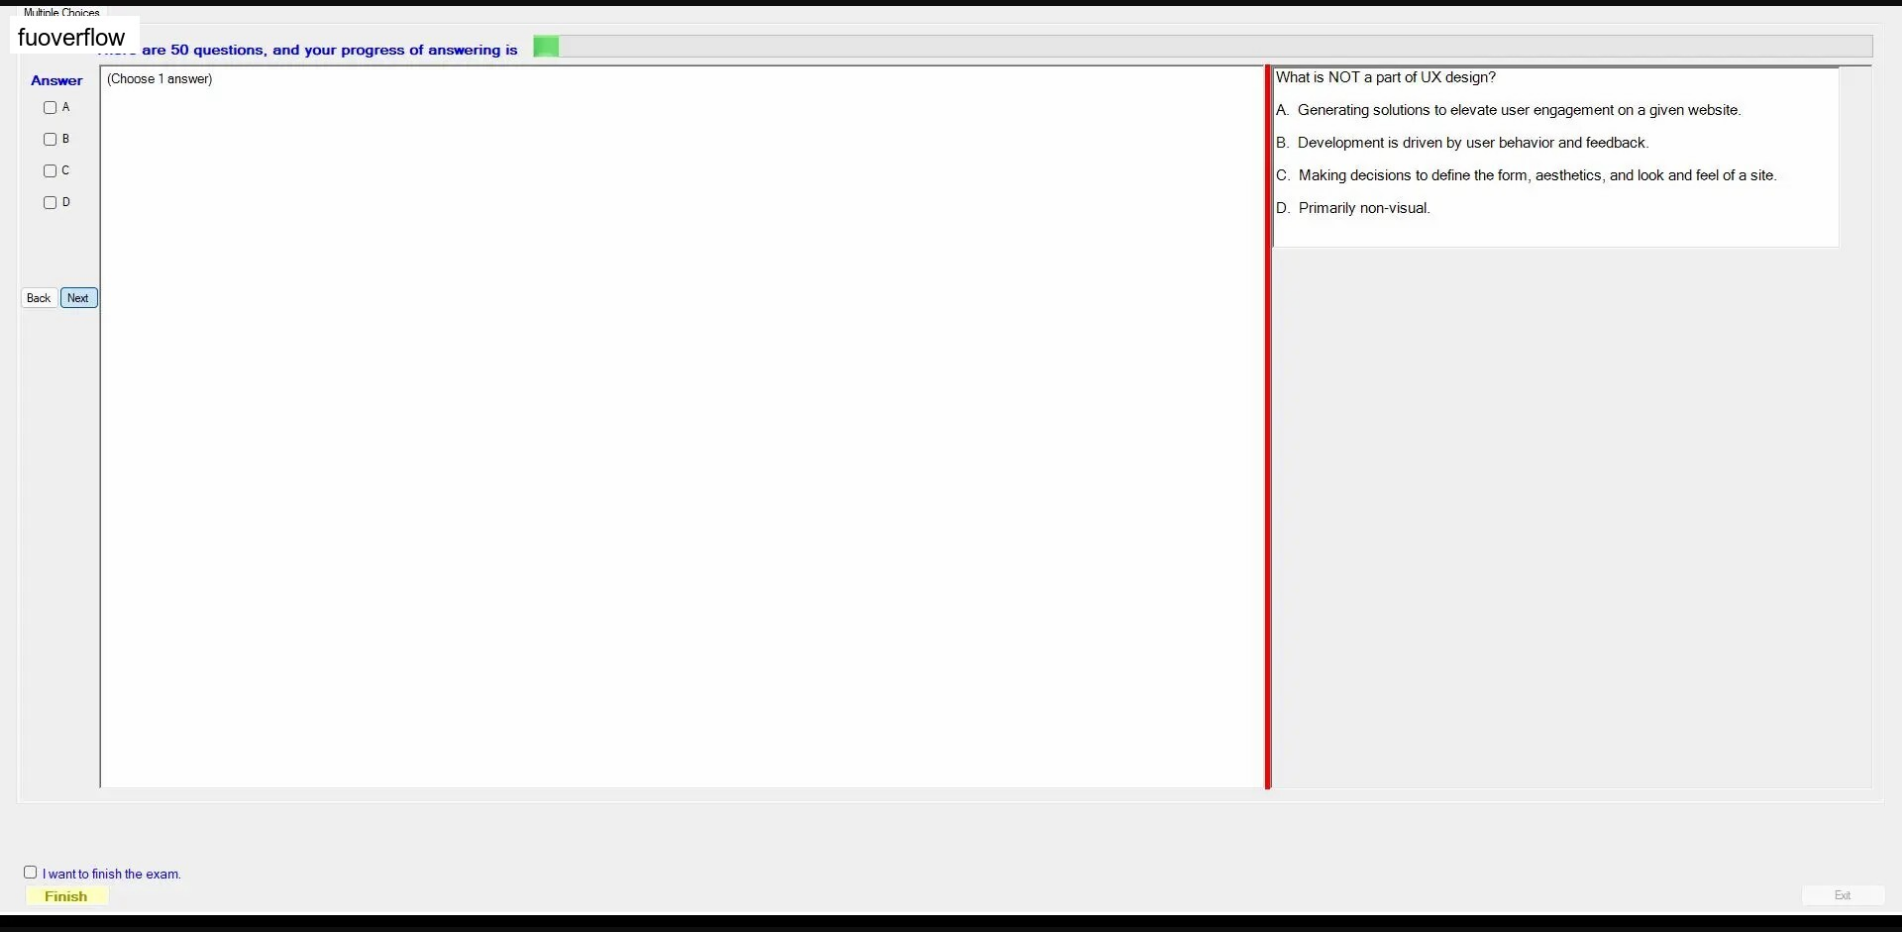 Multiple Choices
fuoverflow
are 50 questions, and your progress of answering is
Answer
(Choose 1 answer)
A
B
C
D
Back Next
What is NOT a part of UX design?
A. Generating solutions to elevate user engagement on a given website.
B. Development is driven by user behavior and feedback.
C. Making decisions to define the form, aesthetics, and look and feel of a site.
D. Primarily non-visual.
I want to finish the exam.
Finish
Exit